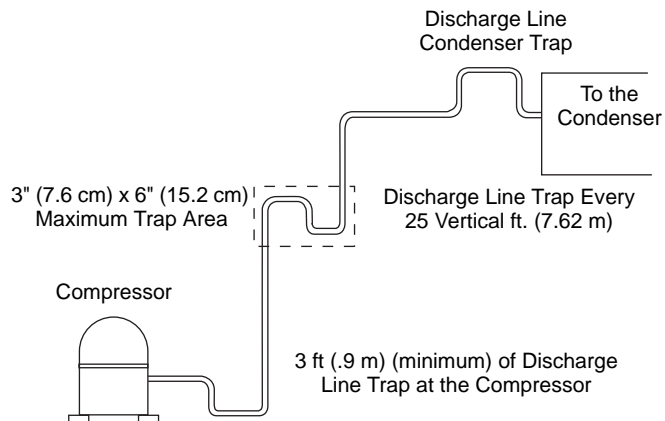 Discharge Line
Condenser Trap
To the
Condenser
3" (7.6 cm) x 6" (15.2 cm)
Maximum Trap Area
Discharge Line Trap Every
25 Vertical ft. (7.62 m)
Compressor
3 ft (.9 m) (minimum) of Discharge
Line Trap at the Compressor